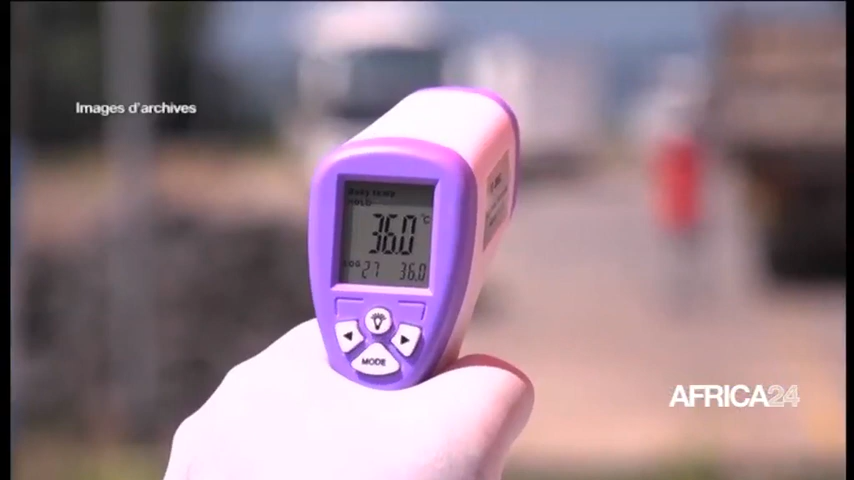 Images d'archives
Body temp
HOLD
36.0 °C
LOG 27 36.0
MODE
AFRICA24